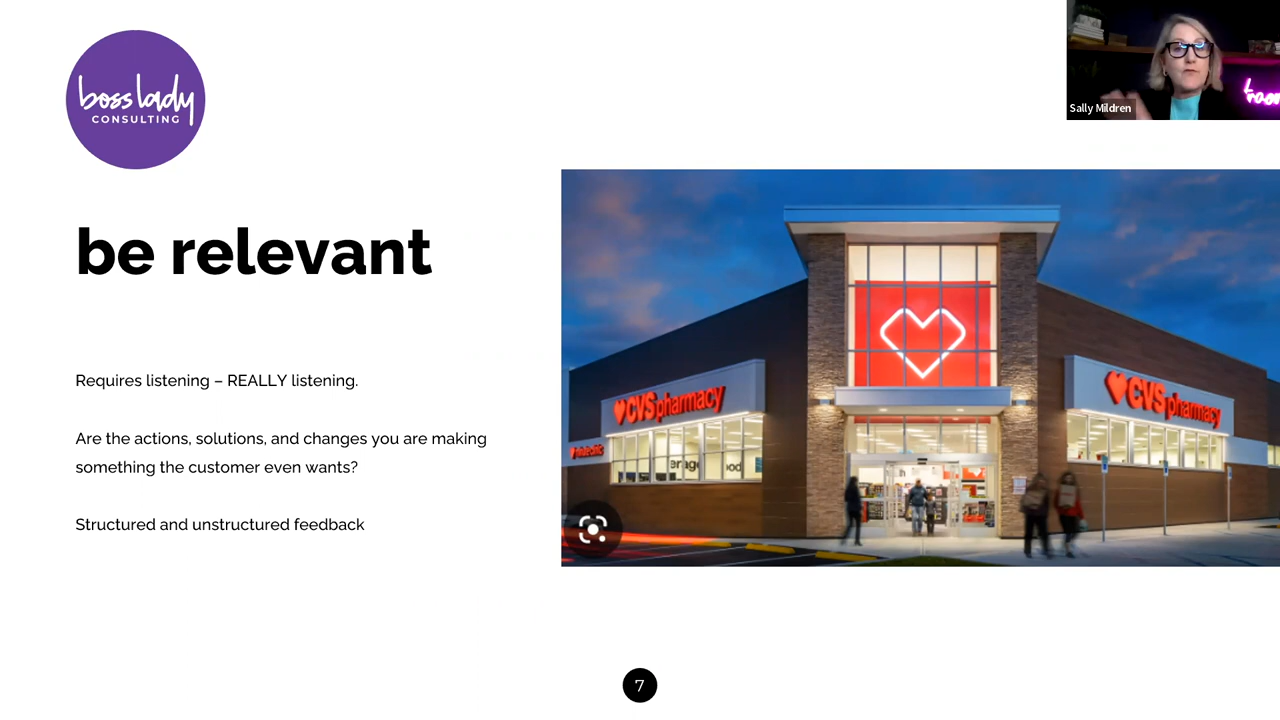 boss lady
CONSULTING
Sally Mildren
be relevant
Requires listening – REALLY listening.
Are the actions, solutions, and changes you are making
something the customer even wants?
Structured and unstructured feedback
CVS pharmacy
CVS pharmacy
minuteclinic
7